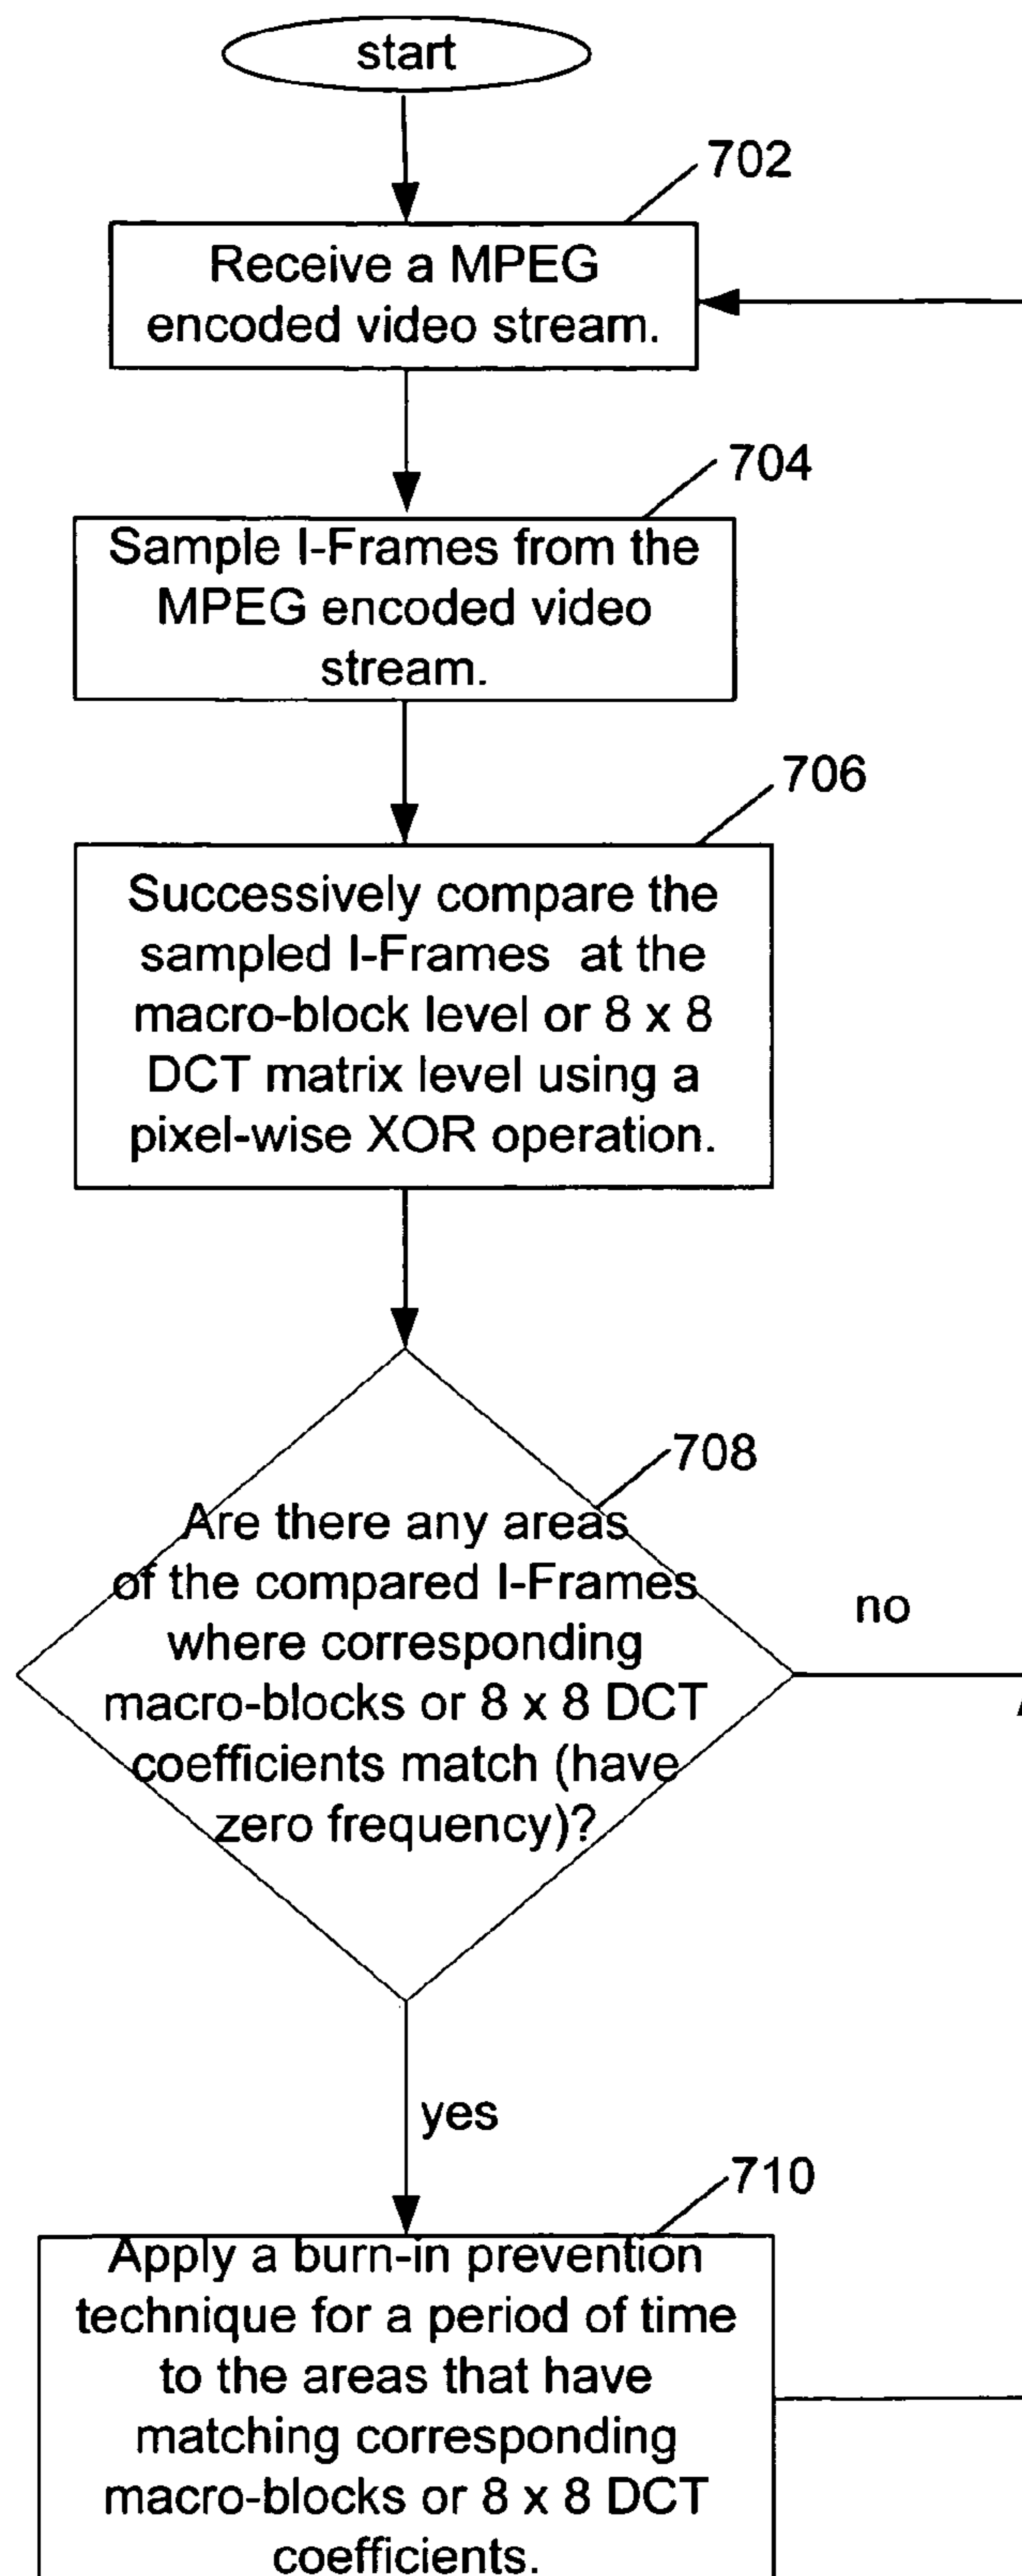 start
702
Receive a MPEG
encoded video stream.
704
Sample I-Frames from the
MPEG encoded video
stream.
706
Successively compare the
sampled I-Frames at the
macro-block level or 8 x 8
DCT matrix level using a
pixel-wise XOR operation.
708
Are there any areas
of the compared I-Frames
where corresponding
macro-blocks or 8 x 8 DCT
coefficients match (have
zero frequency)?
no
yes
710
Apply a burn-in prevention
technique for a period of time
to the areas that have
matching corresponding
macro-blocks or 8 x 8 DCT
coefficients.